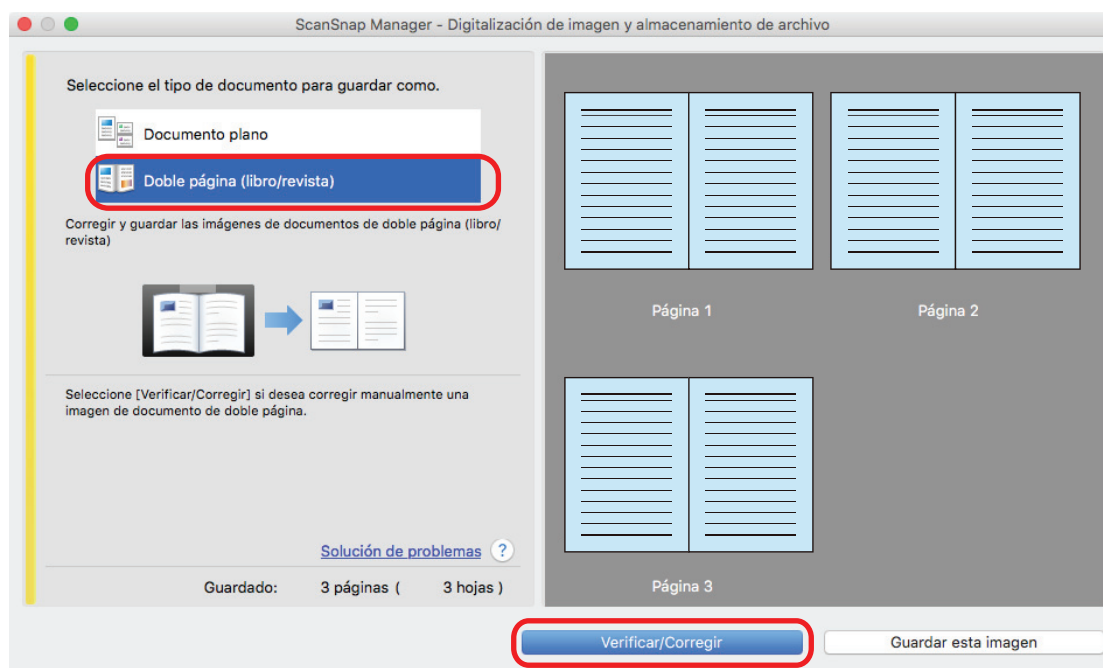 ScanSnap Manager - Digitalización de imagen y almacenamiento de archivo
Seleccione el tipo de documento para guardar como.
Documento plano
Doble página (libro/revista)
Corregir y guardar las imágenes de documentos de doble página (libro/
revista)
Seleccione [Verificar/Corregir] si desea corregir manualmente una
imagen de documento de doble página.
Solución de problemas ?
Guardado: 3 páginas ( 3 hojas )
Página 1
Página 2
Página 3
Verificar/Corregir
Guardar esta imagen